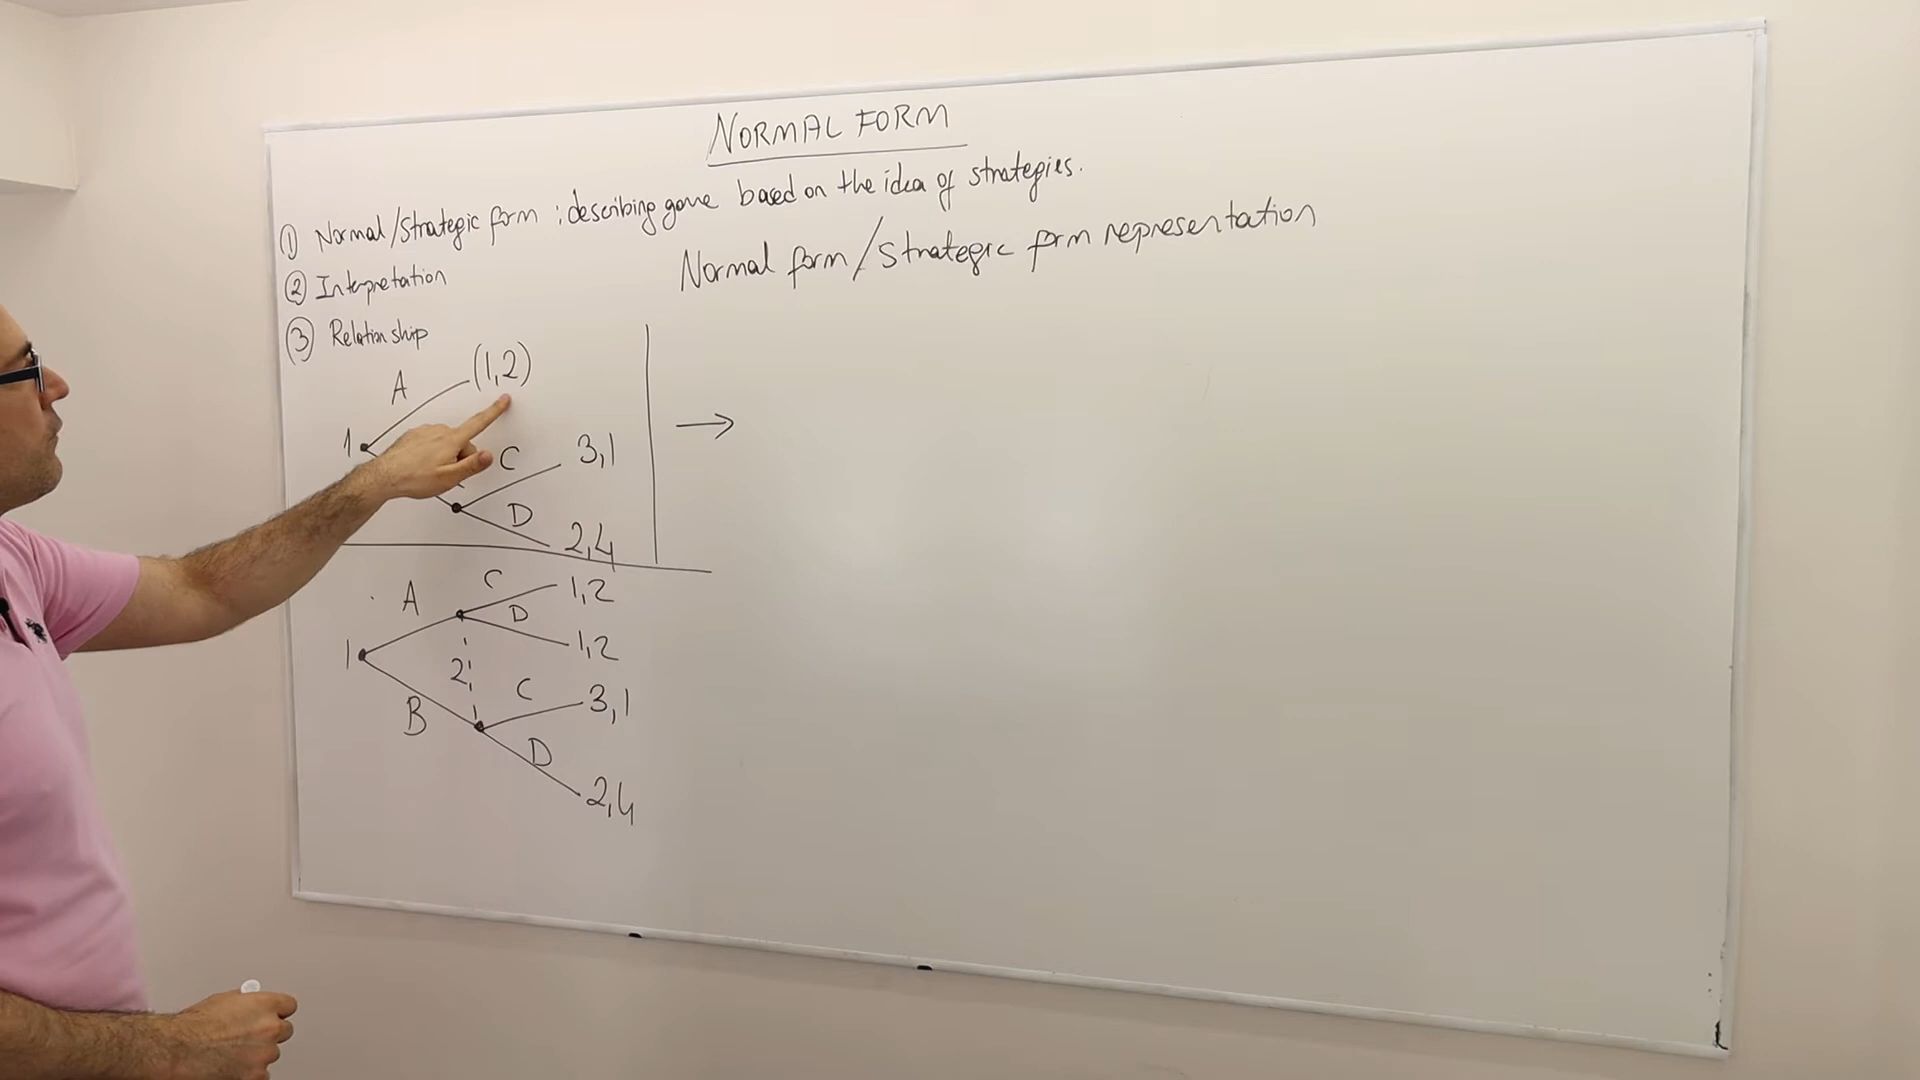 NORMAL FORM
① Normal/Strategic form : describing game based on the idea of strategies.
② Interpretation
③ Relationship
Normal form/Strategic form representation
A (1,2)
1
C 3,1
D 2,4
→
A C 1,2
D 1,2
1 2
B C 3,1
D 2,4